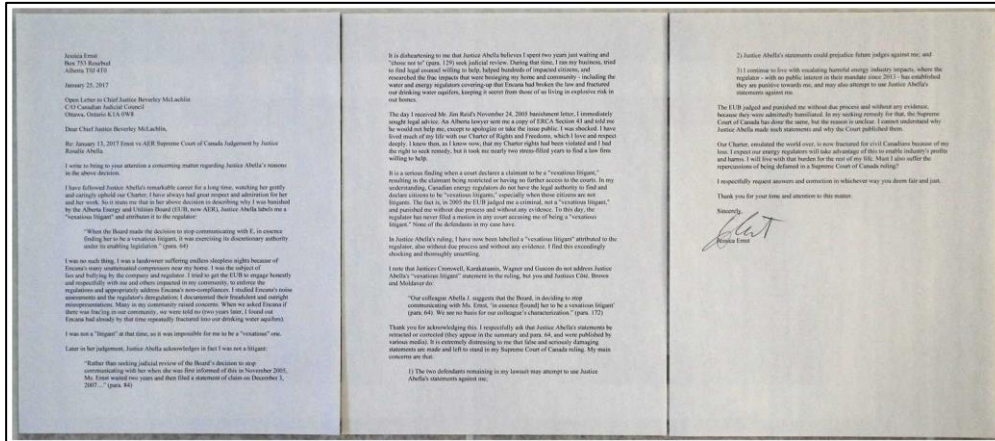 Jessica Ernst
Box 753 Rosebud
Alberta T0J 2T0
January 25, 2017
Open Letter to Chief Justice Beverley McLachlin
C/O Canadian Judicial Council
Ottawa, Ontario K1A 0W8
Dear Chief Justice Beverley McLachlin,
Re: January 13, 2017 Ernst vs AER Supreme Court of Canada Judgement by Justice
Rosalie Abella.
I write to bring to your attention a concerning matter regarding Justice Abella's reasons
in the above decision.
I have followed Justice Abella's remarkable career for a long time, watching her gently
and caringly uphold our Charter. I have always had great respect and admiration for her
and her work. So it stuns me that in her above decision in describing why I was banished
by the Alberta Energy and Utilities Board (EUB, now AER), Justice Abella labels me a
"vexatious litigant" and attributes it to the regulator:
"When the Board made the decision to stop communicating with E, in essence
finding her to be a vexatious litigant, it was exercising its discretionary authority
under its enabling legislation." (para. 64)
I was no such thing. I was a landowner suffering endless sleepless nights because of
Encana's many unattenuated compressors near my home. I was the subject of
lies and bullying by the company and regulator. I tried to get the EUB to engage honestly
and respectfully with me and others impacted in my community, to enforce the
regulations and appropriately address Encana's non-compliances. I studied Encana's noise
assessments and the regulator's deregulation; I documented their fraudulent and outright
misrepresentations. Many in my community raised concerns. When we asked Encana if
there was fracing in our community, we were told no (two years later, I found out
Encana had already by that time repeatedly fractured into our drinking water aquifers).
I was not a "litigant" at that time, so it was impossible for me to be a "vexatious" one.
Later in her judgement, Justice Abella acknowledges in fact I was not a litigant:
"Rather than seeking judicial review of the Board's decision to stop
communicating with her when she was first informed of this in November 2005,
Ms. Ernst waited two years and then filed a statement of claim on December 3,
2007…" (para. 84)
It is disheartening to me that Justice Abella believes I spent two years just waiting and
"chose not to" (para. 129) seek judicial review. During that time, I ran my business, tried
to find legal counsel willing to help, helped hundreds of impacted citizens, and
researched the frac impacts that were besieging my home and community - including the
water and energy regulators covering-up that Encana had broken the law and fractured
our drinking water aquifers, keeping it secret from those of us living in explosive risk in
our homes.
The day I received Mr. Jim Reid's November 24, 2005 banishment letter, I immediately
sought legal advice. An Alberta lawyer sent me a copy of ERCA Section 43 and told me
he would not help me, except to apologize or take the issue public. I was shocked. I have
lived much of my life with our Charter of Rights and Freedoms, which I love and respect
deeply. I knew then, as I know now, that my Charter rights had been violated and I had
the right to seek remedy, but it took me nearly two stress-filled years to find a law firm
willing to help.
It is a serious finding when a court declares a claimant to be a "vexatious litigant,"
resulting in the claimant being restricted or having no further access to the courts. In my
understanding, Canadian energy regulators do not have the legal authority to find and
declare citizens to be "vexatious litigants," especially when those citizens are not
litigants. The fact is, in 2005 the EUB judged me a criminal, not a "vexatious litigant,"
and punished me without due process and without any evidence. To this day, the
regulator has never filed a motion in any court accusing me of being a "vexatious
litigant." None of the defendants in my case have.
In Justice Abella's ruling, I have now been labelled a "vexatious litigant" attributed to the
regulator, also without due process and without any evidence. I find this exceedingly
shocking and thoroughly unsettling.
I note that Justices Cromwell, Karakatsanis, Wagner and Gascon do not address Justice
Abella's "vexatious litigant" statement in the ruling, but you and Justices Côté, Brown
and Moldaver do:
"Our colleague Abella J. suggests that the Board, in deciding to stop
communicating with Ms. Ernst, 'in essence [found] her to be a vexatious litigant'
(para. 64). We see no basis for our colleague's characterization." (para. 172)
Thank you for acknowledging this. I respectfully ask that Justice Abella's statements be
retracted or corrected (they appear in the summary and para. 64, and were published by
various media). It is extremely distressing to me that false and seriously damaging
statements are made and left to stand in my Supreme Court of Canada ruling. My main
concerns are that:
1) The two defendants remaining in my lawsuit may attempt to use Justice
Abella's statements against me;
2) Justice Abella's statements could prejudice future judges against me; and
3) I continue to live with escalating harmful energy industry impacts, where the
regulator - with no public interest in their mandate since 2013 - has established
they are punitive towards me, and may also attempt to use Justice Abella's
statements against me.
The EUB judged and punished me without due process and without any evidence,
because they were admittedly humiliated. In my seeking remedy for that, the Supreme
Court of Canada has done the same, but the reason is unclear. I cannot understand why
Justice Abella made such statements and why the Court published them.
Our Charter, emulated the world over, is now fractured for civil Canadians because of my
loss. I expect our energy regulators will take advantage of this to enable industry's profits
and harms. I will live with that burden for the rest of my life. Must I also suffer the
repercussions of being defamed in a Supreme Court of Canada ruling?
I respectfully request answers and correction in whichever way you deem fair and just.
Thank you for your time and attention to this matter.
Sincerely,
Jessica Ernst